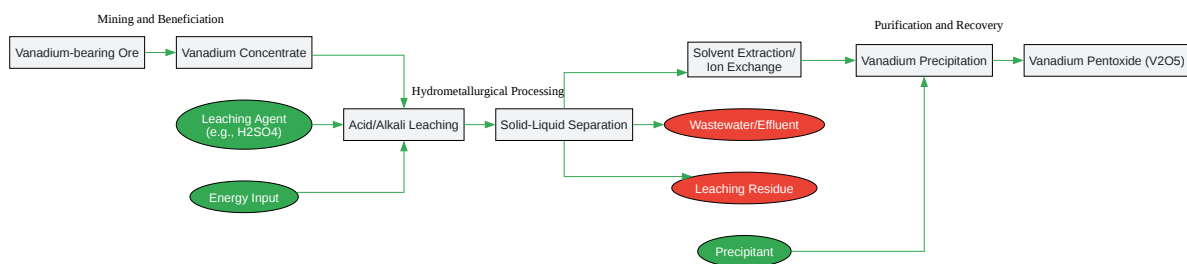 Mining and Beneficiation
Vanadium-bearing Ore
Vanadium Concentrate
Hydrometallurgical Processing
Leaching Agent
(e.g., H2SO4)
Energy Input
Acid/Alkali Leaching
Solid-Liquid Separation
Wastewater/Effluent
Leaching Residue
Purification and Recovery
Solvent Extraction/
Ion Exchange
Vanadium Precipitation
Vanadium Pentoxide (V2O5)
Precipitant